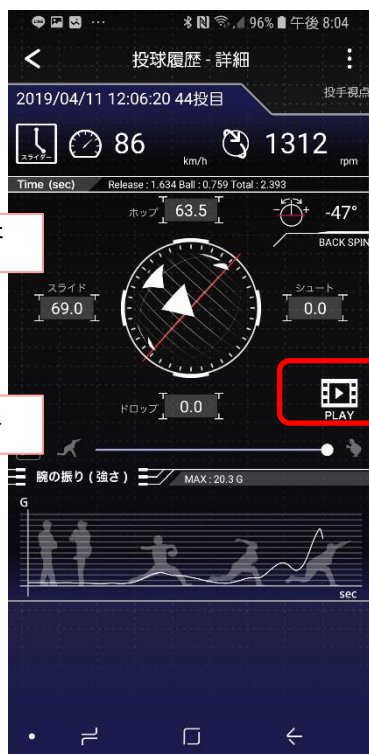 96% 午後 8:04
投球履歴 - 詳細
2019/04/11 12:06:20 44投目
投手視点
スライダー
86 km/h
1312 rpm
Time (sec) Release : 1.634 Ball : 0.759 Total : 2.393
ホップ 63.5
- + -47°
BACK SPIN
スライド
69.0
シュート
0.0
ドロップ 0.0
PLAY
腕の振り ( 強さ ) MAX : 20.3 G
G
sec